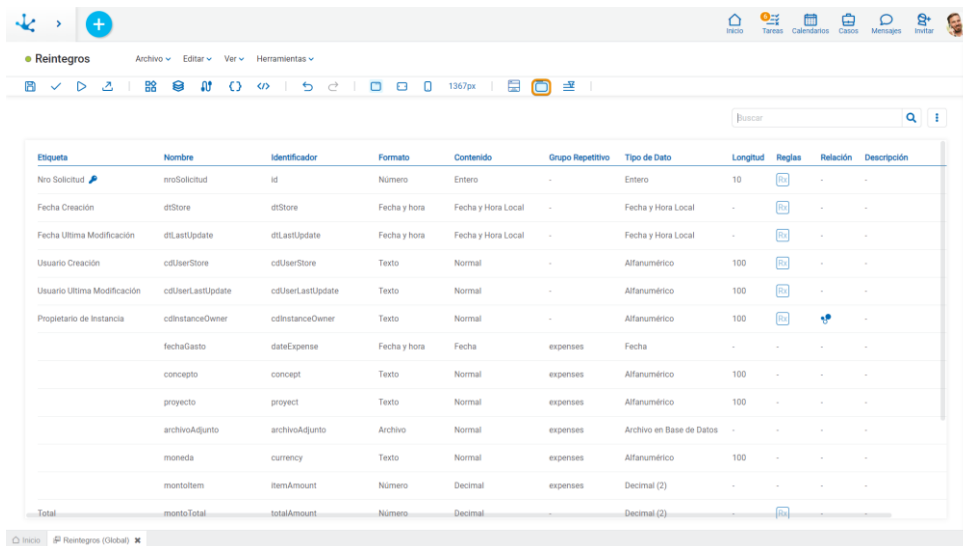 6
Inicio Tareas Calendarios Casos Mensajes Invitar
Reintegros Archivo Editar Ver Herramientas
1367px
Buscar
Etiqueta Nombre Identificador Formato Contenido Grupo Repetitivo Tipo de Dato Longitud Reglas Relación Descripción
Nro Solicitud nroSolicitud id Número Entero - Entero 10 Rx - -
Fecha Creación dtStore dtStore Fecha y hora Fecha y Hora Local - Fecha y Hora Local - Rx - -
Fecha Ultima Modificación dtLastUpdate dtLastUpdate Fecha y hora Fecha y Hora Local - Fecha y Hora Local - Rx - -
Usuario Creación cdUserStore cdUserStore Texto Normal - Alfanumérico 100 Rx - -
Usuario Ultima Modificación cdUserLastUpdate cdUserLastUpdate Texto Normal - Alfanumérico 100 Rx - -
Propietario de Instancia cdInstanceOwner cdInstanceOwner Texto Normal - Alfanumérico 100 Rx -
fechaGasto dateExpense Fecha y hora Fecha expenses Fecha - - - -
concepto concept Texto Normal expenses Alfanumérico 100 - - -
proyecto proyect Texto Normal expenses Alfanumérico 100 - - -
archivoAdjunto archivoAdjunto Archivo Normal expenses Archivo en Base de Datos - - - -
moneda currency Texto Normal expenses Alfanumérico 100 - - -
montoItem itemAmount Número Decimal expenses Decimal (2) - - - -
Total montoTotal totalAmount Número Decimal - Decimal (2) - Rx - -
Inicio Reintegros (Global)